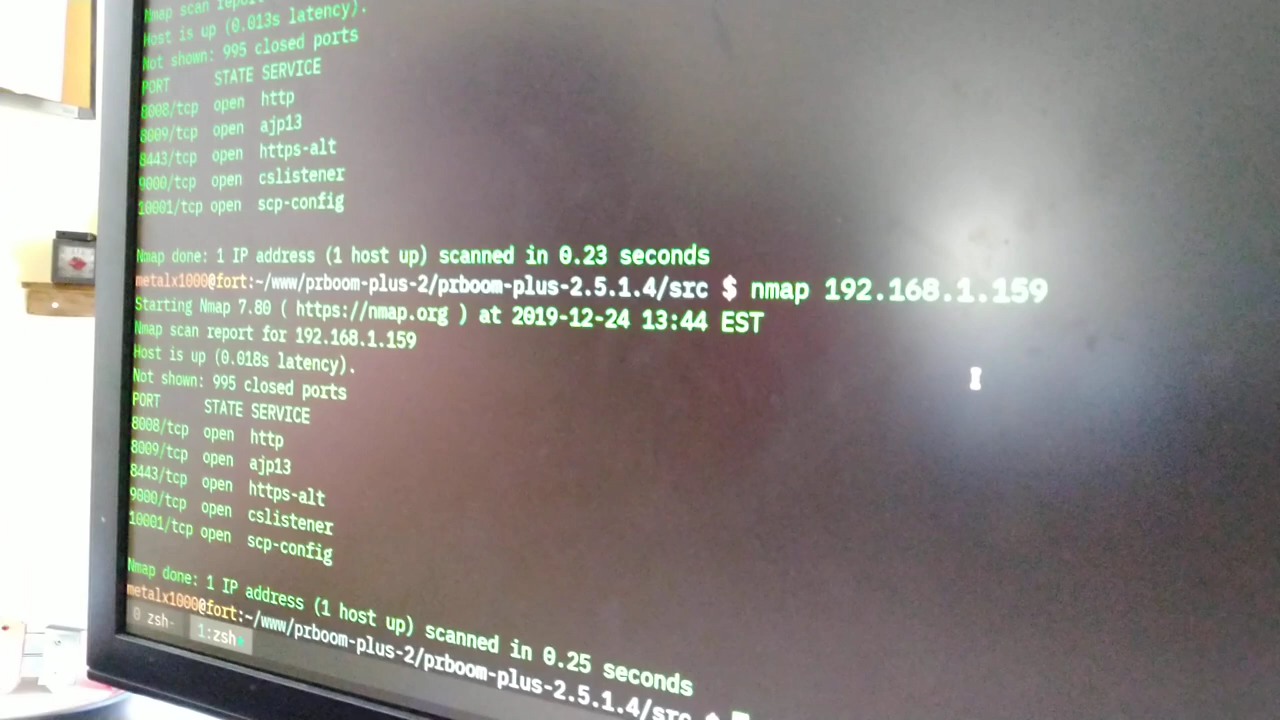 Nmap scan report
Host is up (0.013s latency).
Not shown: 995 closed ports
PORT STATE SERVICE
8008/tcp open http
8009/tcp open ajp13
8443/tcp open https-alt
9000/tcp open cslistener
10001/tcp open scp-config
Nmap done: 1 IP address (1 host up) scanned in 0.23 seconds
metalx1000@fort:~/www/prboom-plus-2/prboom-plus-2.5.1.4/src $ nmap 192.168.1.159
Starting Nmap 7.80 ( https://nmap.org ) at 2019-12-24 13:44 EST
Nmap scan report for 192.168.1.159
Host is up (0.018s latency).
Not shown: 995 closed ports
PORT STATE SERVICE
8008/tcp open http
8009/tcp open ajp13
8443/tcp open https-alt
9000/tcp open cslistener
10001/tcp open scp-config
Nmap done: 1 IP address (1 host up) scanned in 0.25 seconds
metalx1000@fort:~/www/prboom-plus-2/prboom-plus-2.5.1.4/src $
0 zsh- 1:zsh*